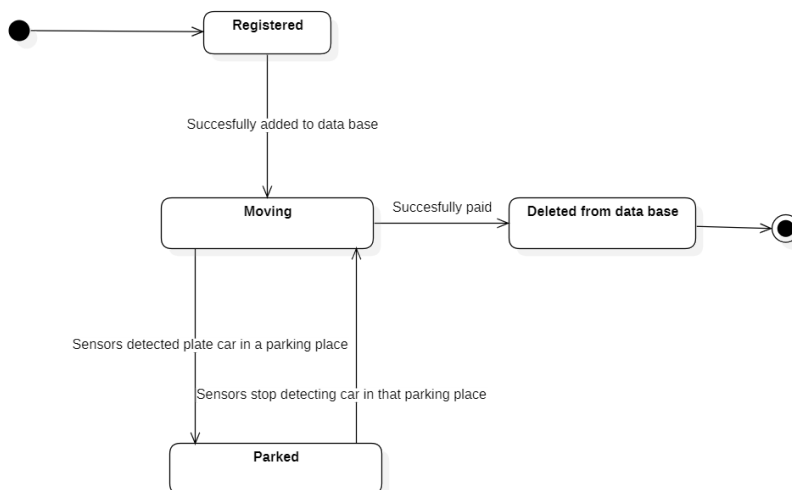 Registered
Succesfully added to data base
Moving
Succesfully paid
Deleted from data base
Sensors detected plate car in a parking place
Sensors stop detecting car in that parking place
Parked